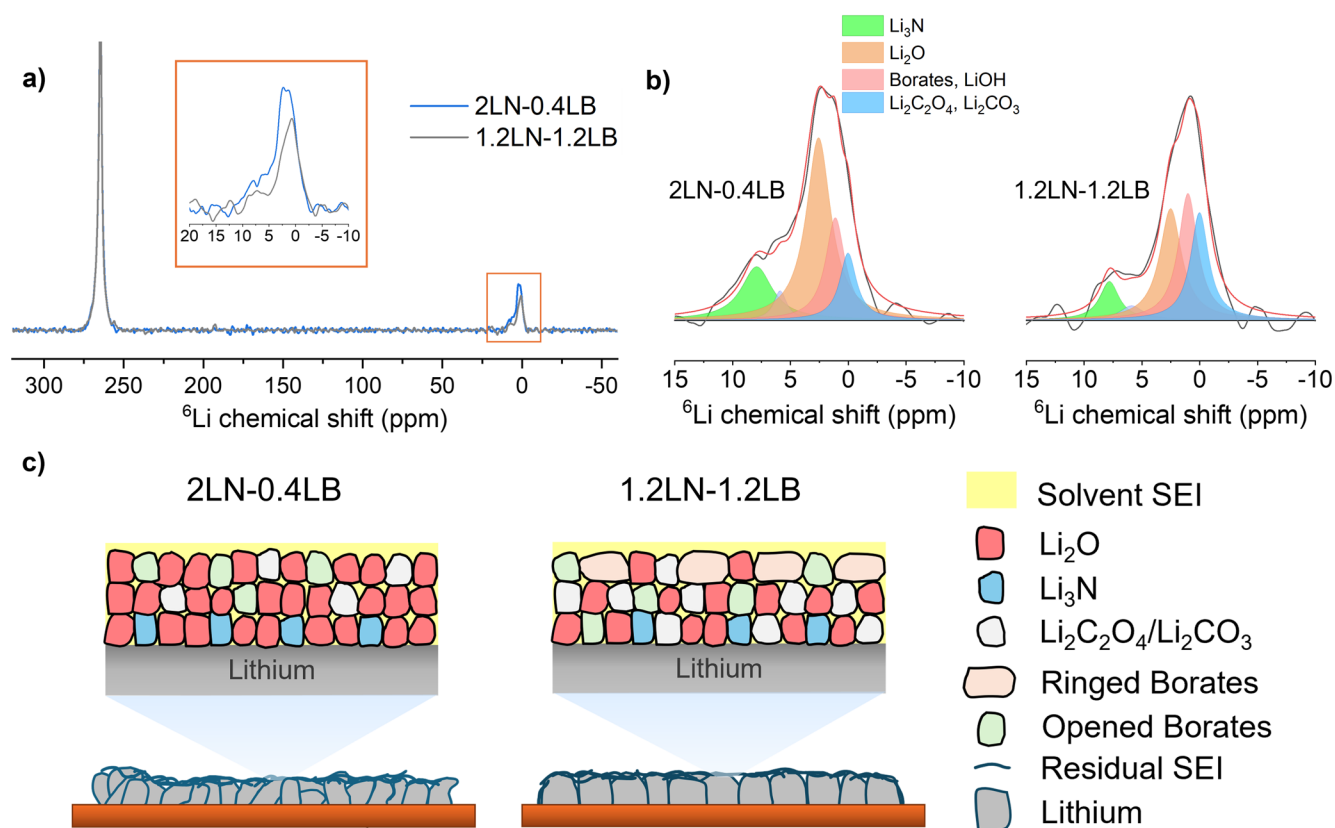 a)
2LN-0.4LB
1.2LN-1.2LB
20 15 10 5 0 -5 -10
300 250 200 150 100 50 0 -50
⁶Li chemical shift (ppm)
b)
Li₃N
Li₂O
Borates, LiOH
Li₂C₂O₄, Li₂CO₃
2LN-0.4LB
1.2LN-1.2LB
15 10 5 0 -5 -10
15 10 5 0 -5 -10
⁶Li chemical shift (ppm)
⁶Li chemical shift (ppm)
c)
2LN-0.4LB
1.2LN-1.2LB
Lithium
Lithium
Solvent SEI
Li₂O
Li₃N
Li₂C₂O₄/Li₂CO₃
Ringed Borates
Opened Borates
Residual SEI
Lithium